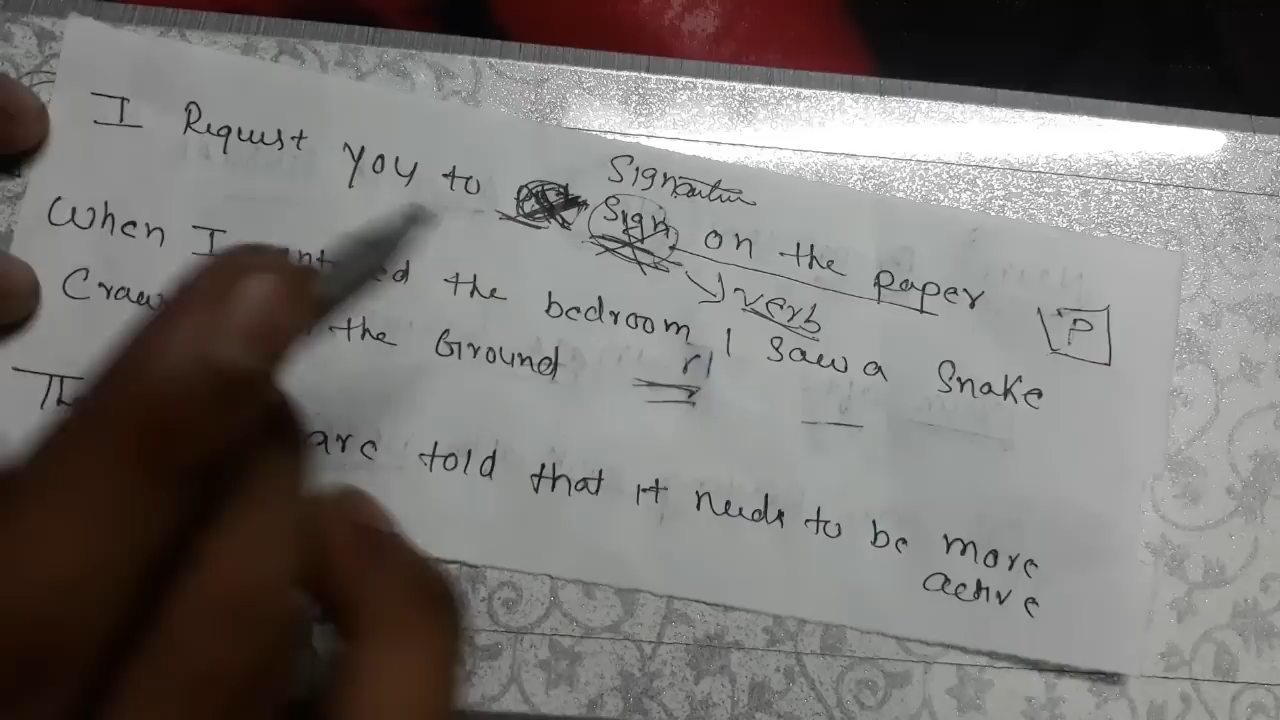 I Request you to Sign on the paper
Signature
verb
P
When I the bedroom I saw a Snake
the Ground
rl
are told that it needs to be more
active